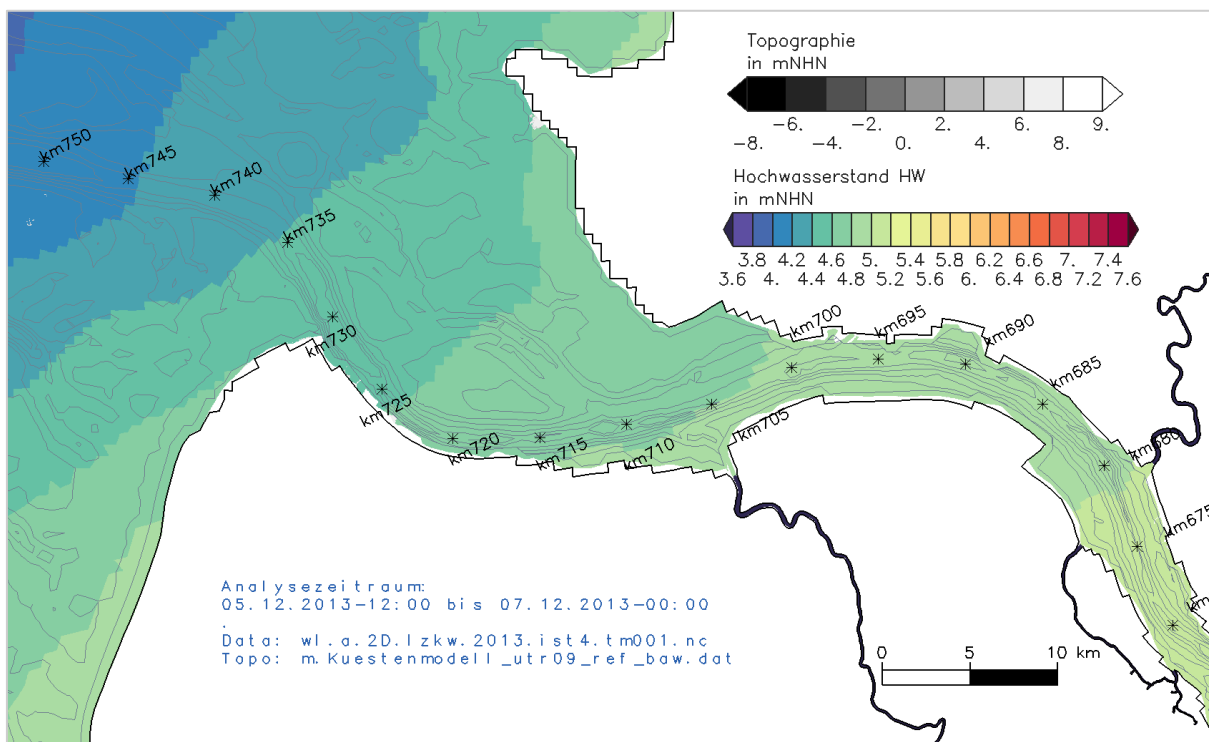 Topographie
in mNHN
-6. -2. 2. 6. 9.
-8. -4. 0. 4. 8.
Hochwasserstand HW
in mNHN
3.8 4.2 4.6 5. 5.4 5.8 6.2 6.6 7. 7.4
3.6 4. 4.4 4.8 5.2 5.6 6. 6.4 6.8 7.2 7.6
km750
km745
km740
km735
km730
km725
km720
km715
km710
km705
km700
km695
km690
km685
km680
km675
Analysezeitraum:
05.12.2013-12:00 bis 07.12.2013-00:00
.
Data: wl.a.2D.lzkw.2013.ist4.tm001.nc
Topo: m.Kuestenmodell_utr09_ref_baw.dat
0 5 10 km